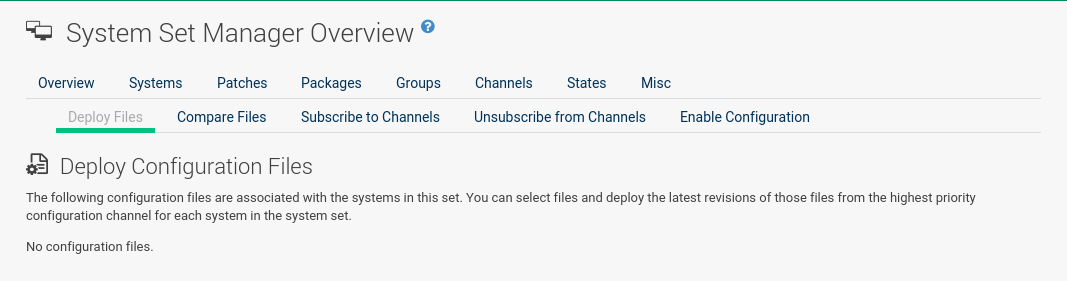 System Set Manager Overview ?
Overview Systems Patches Packages Groups Channels States Misc
Deploy Files Compare Files Subscribe to Channels Unsubscribe from Channels Enable Configuration
Deploy Configuration Files
The following configuration files are associated with the systems in this set. You can select files and deploy the latest revisions of those files from the highest priority
configuration channel for each system in the system set.
No configuration files.